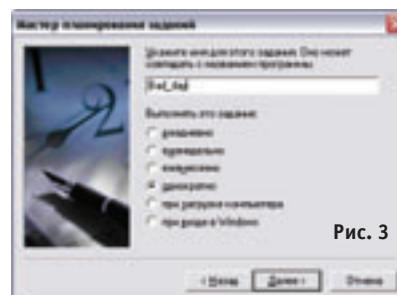 Мастер планирования заданий
Укажите имя для этого задания. Оно может
совпадать с названием программы.
Выполнять это задание:
ежедневно
еженедельно
ежемесячно
однократно
при загрузке компьютера
при входе в Windows
Рис. 3
< Назад
Далее >
Отмена